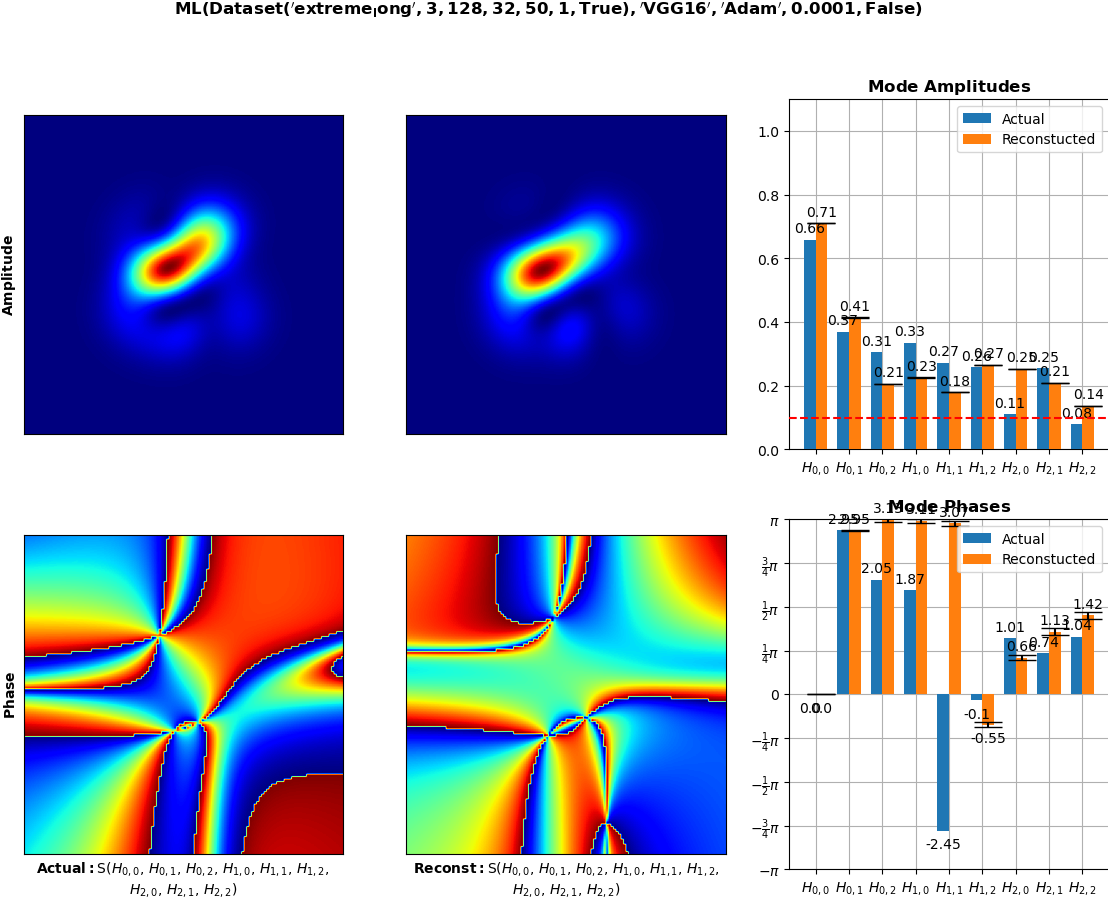 ML(Dataset('extreme_long', 3, 128, 32, 50, 1, True), 'VGG16', 'Adam', 0.0001, False)
Mode Amplitudes
Actual
Reconstucted
1.0
0.8
0.6
0.4
0.2
0.0
0.66
0.71
0.37
0.41
0.31
0.21
0.33
0.23
0.27
0.18
0.26
0.27
0.11
0.25
0.25
0.21
0.08
0.14
H0,0 H0,1 H0,2 H1,0 H1,1 H1,2 H2,0 H2,1 H2,2
Amplitude
Mode Phases
Actual
Reconstucted
π
3/4π
1/2π
1/4π
0
−1/4π
−1/2π
−3/4π
−π
0.0
0.0
2.95
2.05
1.87
3.11
-2.45
3.07
-0.1
-0.55
1.01
0.66
0.74
1.13
1.04
1.42
H0,0 H0,1 H0,2 H1,0 H1,1 H1,2 H2,0 H2,1 H2,2
Phase
Actual: S(H0,0, H0,1, H0,2, H1,0, H1,1, H1,2,
H2,0, H2,1, H2,2)
Reconst: S(H0,0, H0,1, H0,2, H1,0, H1,1, H1,2,
H2,0, H2,1, H2,2)